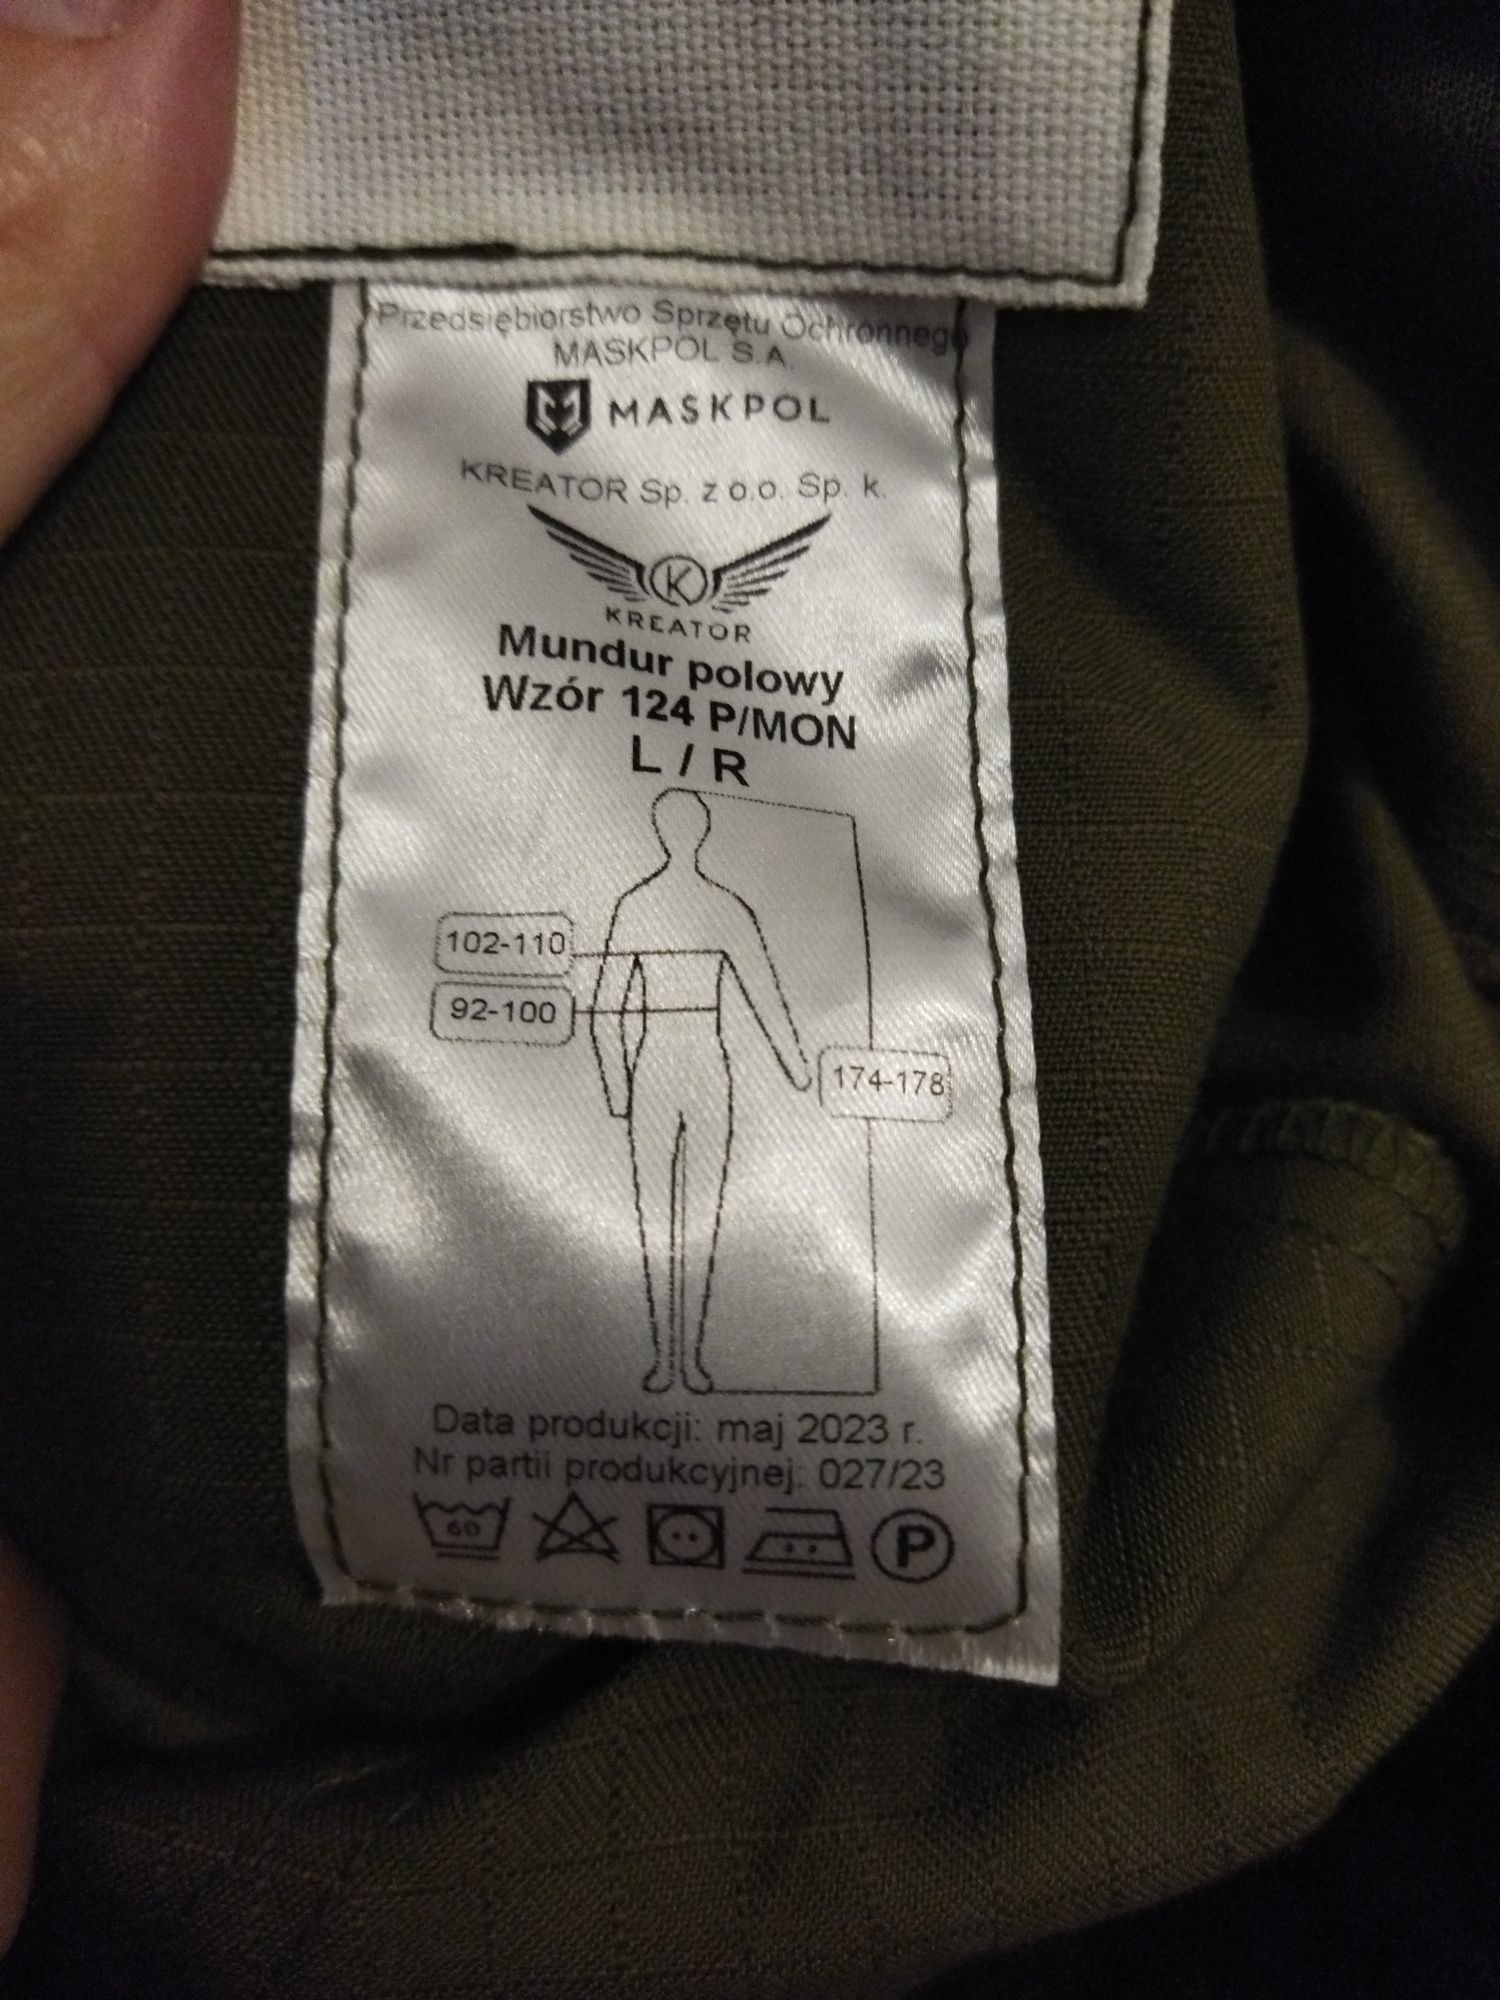 Przedsiębiorstwo Sprzętu Ochronnego
MASKPOL S.A.
MASKPOL
KREATOR Sp. z o.o. Sp. k.
K
KREATOR
Mundur polowy
Wzór 124 P/MON
L / R
102-110
92-100
174-178
Data produkcji: maj 2023 r.
Nr partii produkcyjnej: 027/23
60
P